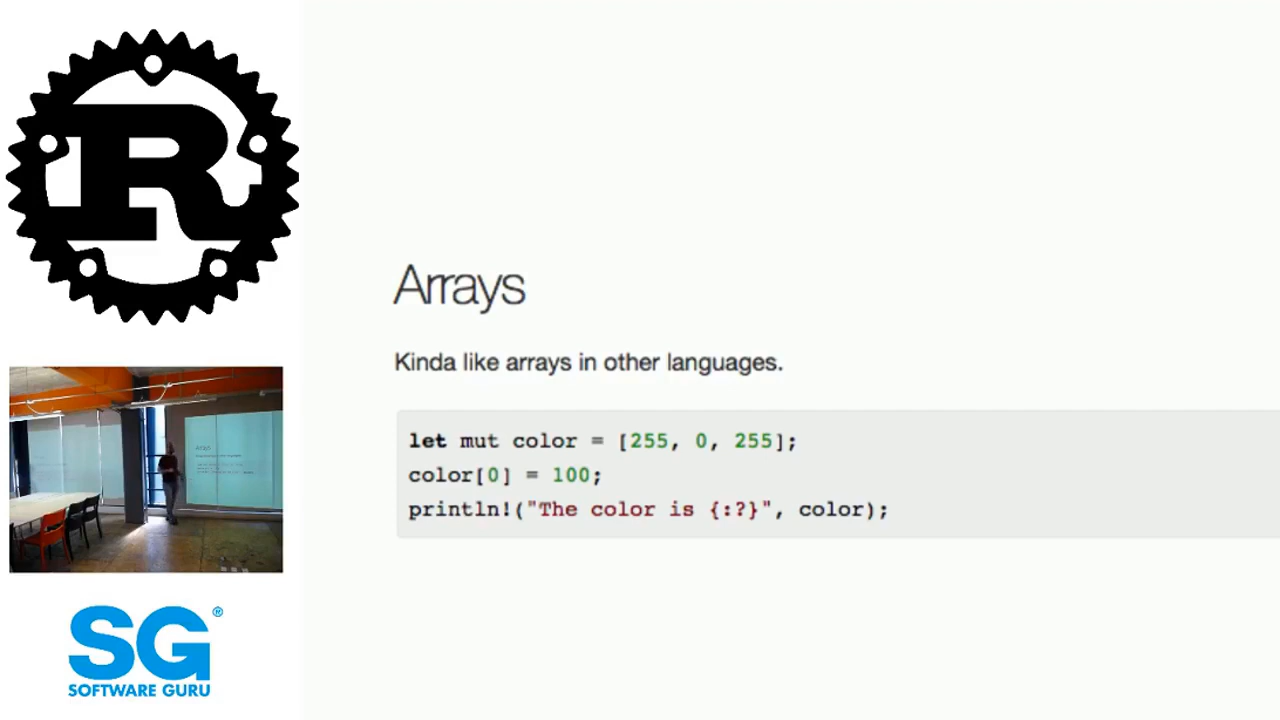 R
Arrays
Kinda like arrays in other languages.
let mut color = [255, 0, 255];
color[0] = 100;
println!("The color is {:?}", color);
SG®
SOFTWARE GURU